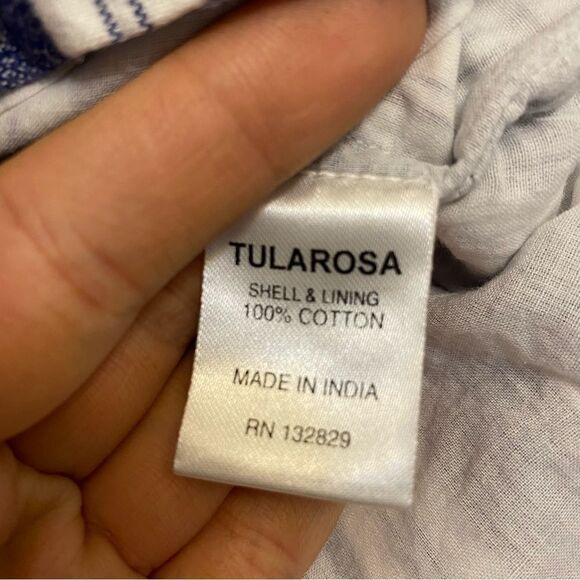 TULAROSA
SHELL & LINING
100% COTTON
MADE IN INDIA
RN 132829